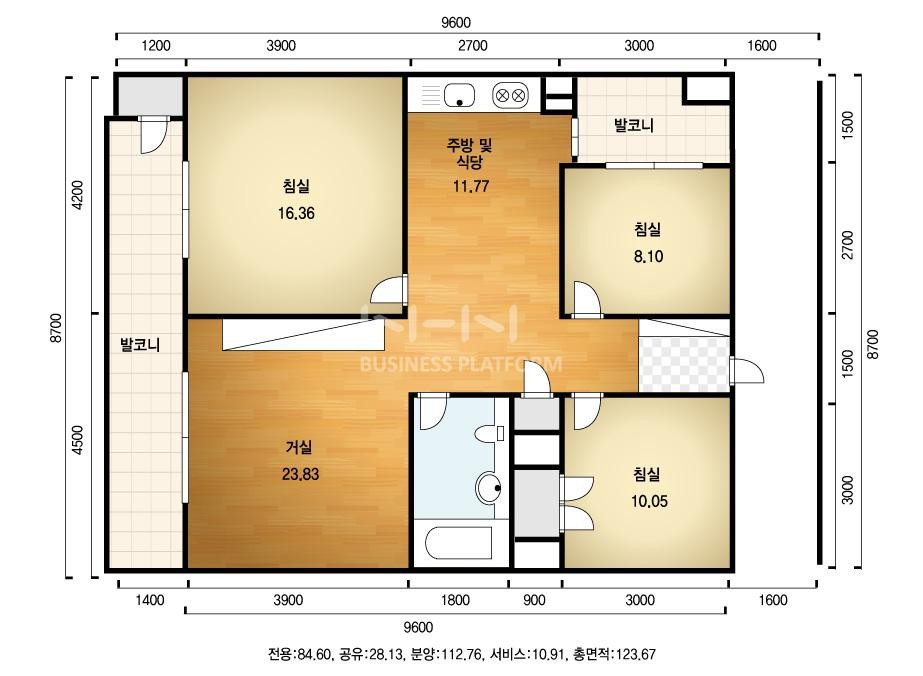 9600
1200 3900 2700 3000 1600
발코니
1500
주방 및
식당
11.77
침실
16.36
4200
침실
8.10
2700
N-H-N
BUSINESS PLATFORM
8700
발코니
1500
8700
거실
23.83
4500
침실
10.05
3000
1400 3900 1800 900 3000 1600
9600
전용:84.60, 공유:28.13, 분양:112.76, 서비스:10.91, 총면적:123.67